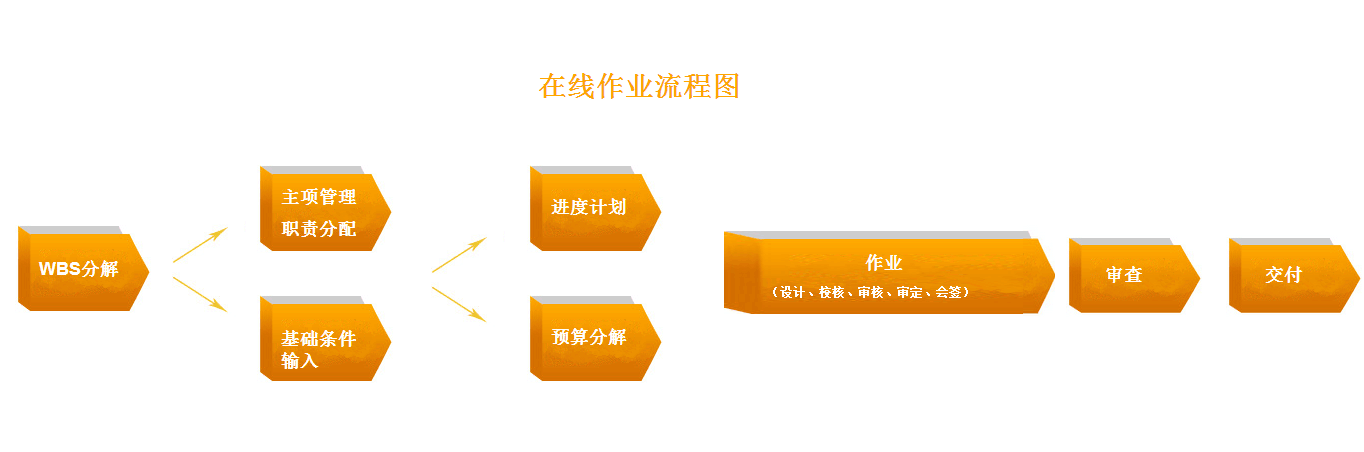 在线作业流程图
WBS分解
主项管理
职责分配
基础条件
输入
进度计划
预算分解
作业
（设计、校核、审核、审定、会签）
审查
交付